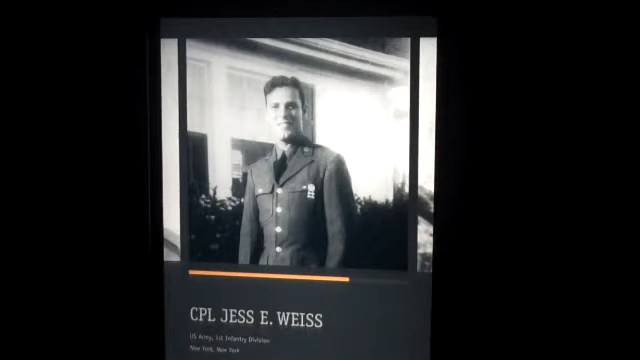 CPL JESS E. WEISS
US Army, 1st Infantry Division
New York, New York